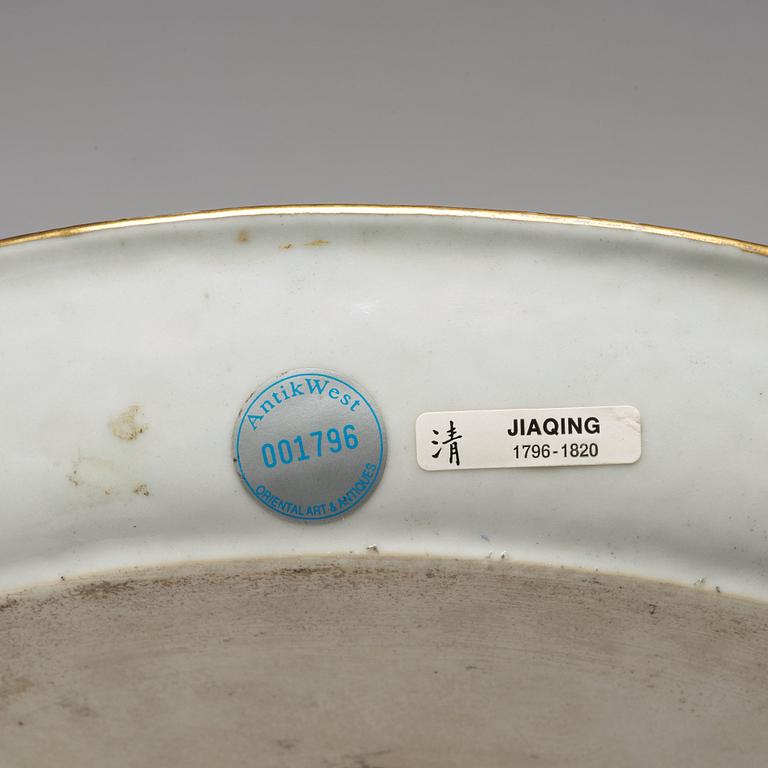 AntikWest
001796
ORIENTAL ART & ANTIQUES
清
JIAQING
1796-1820